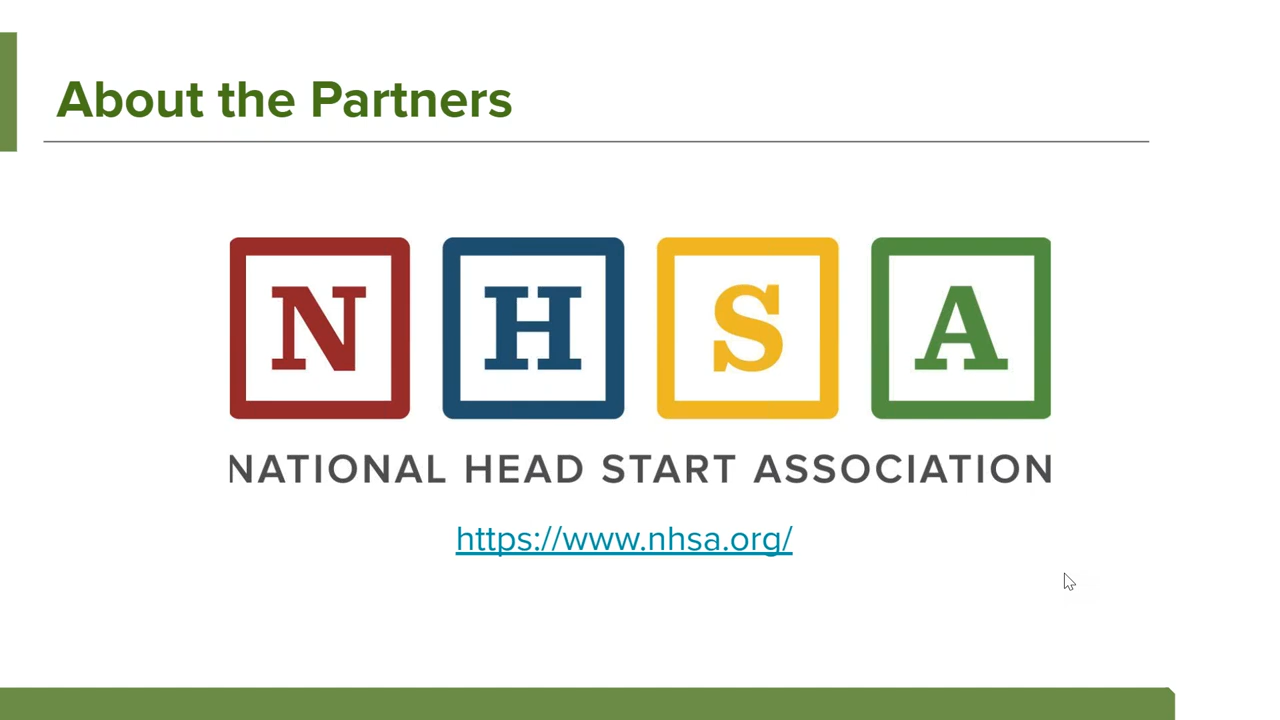 About the Partners
N H S A
NATIONAL HEAD START ASSOCIATION
https://www.nhsa.org/